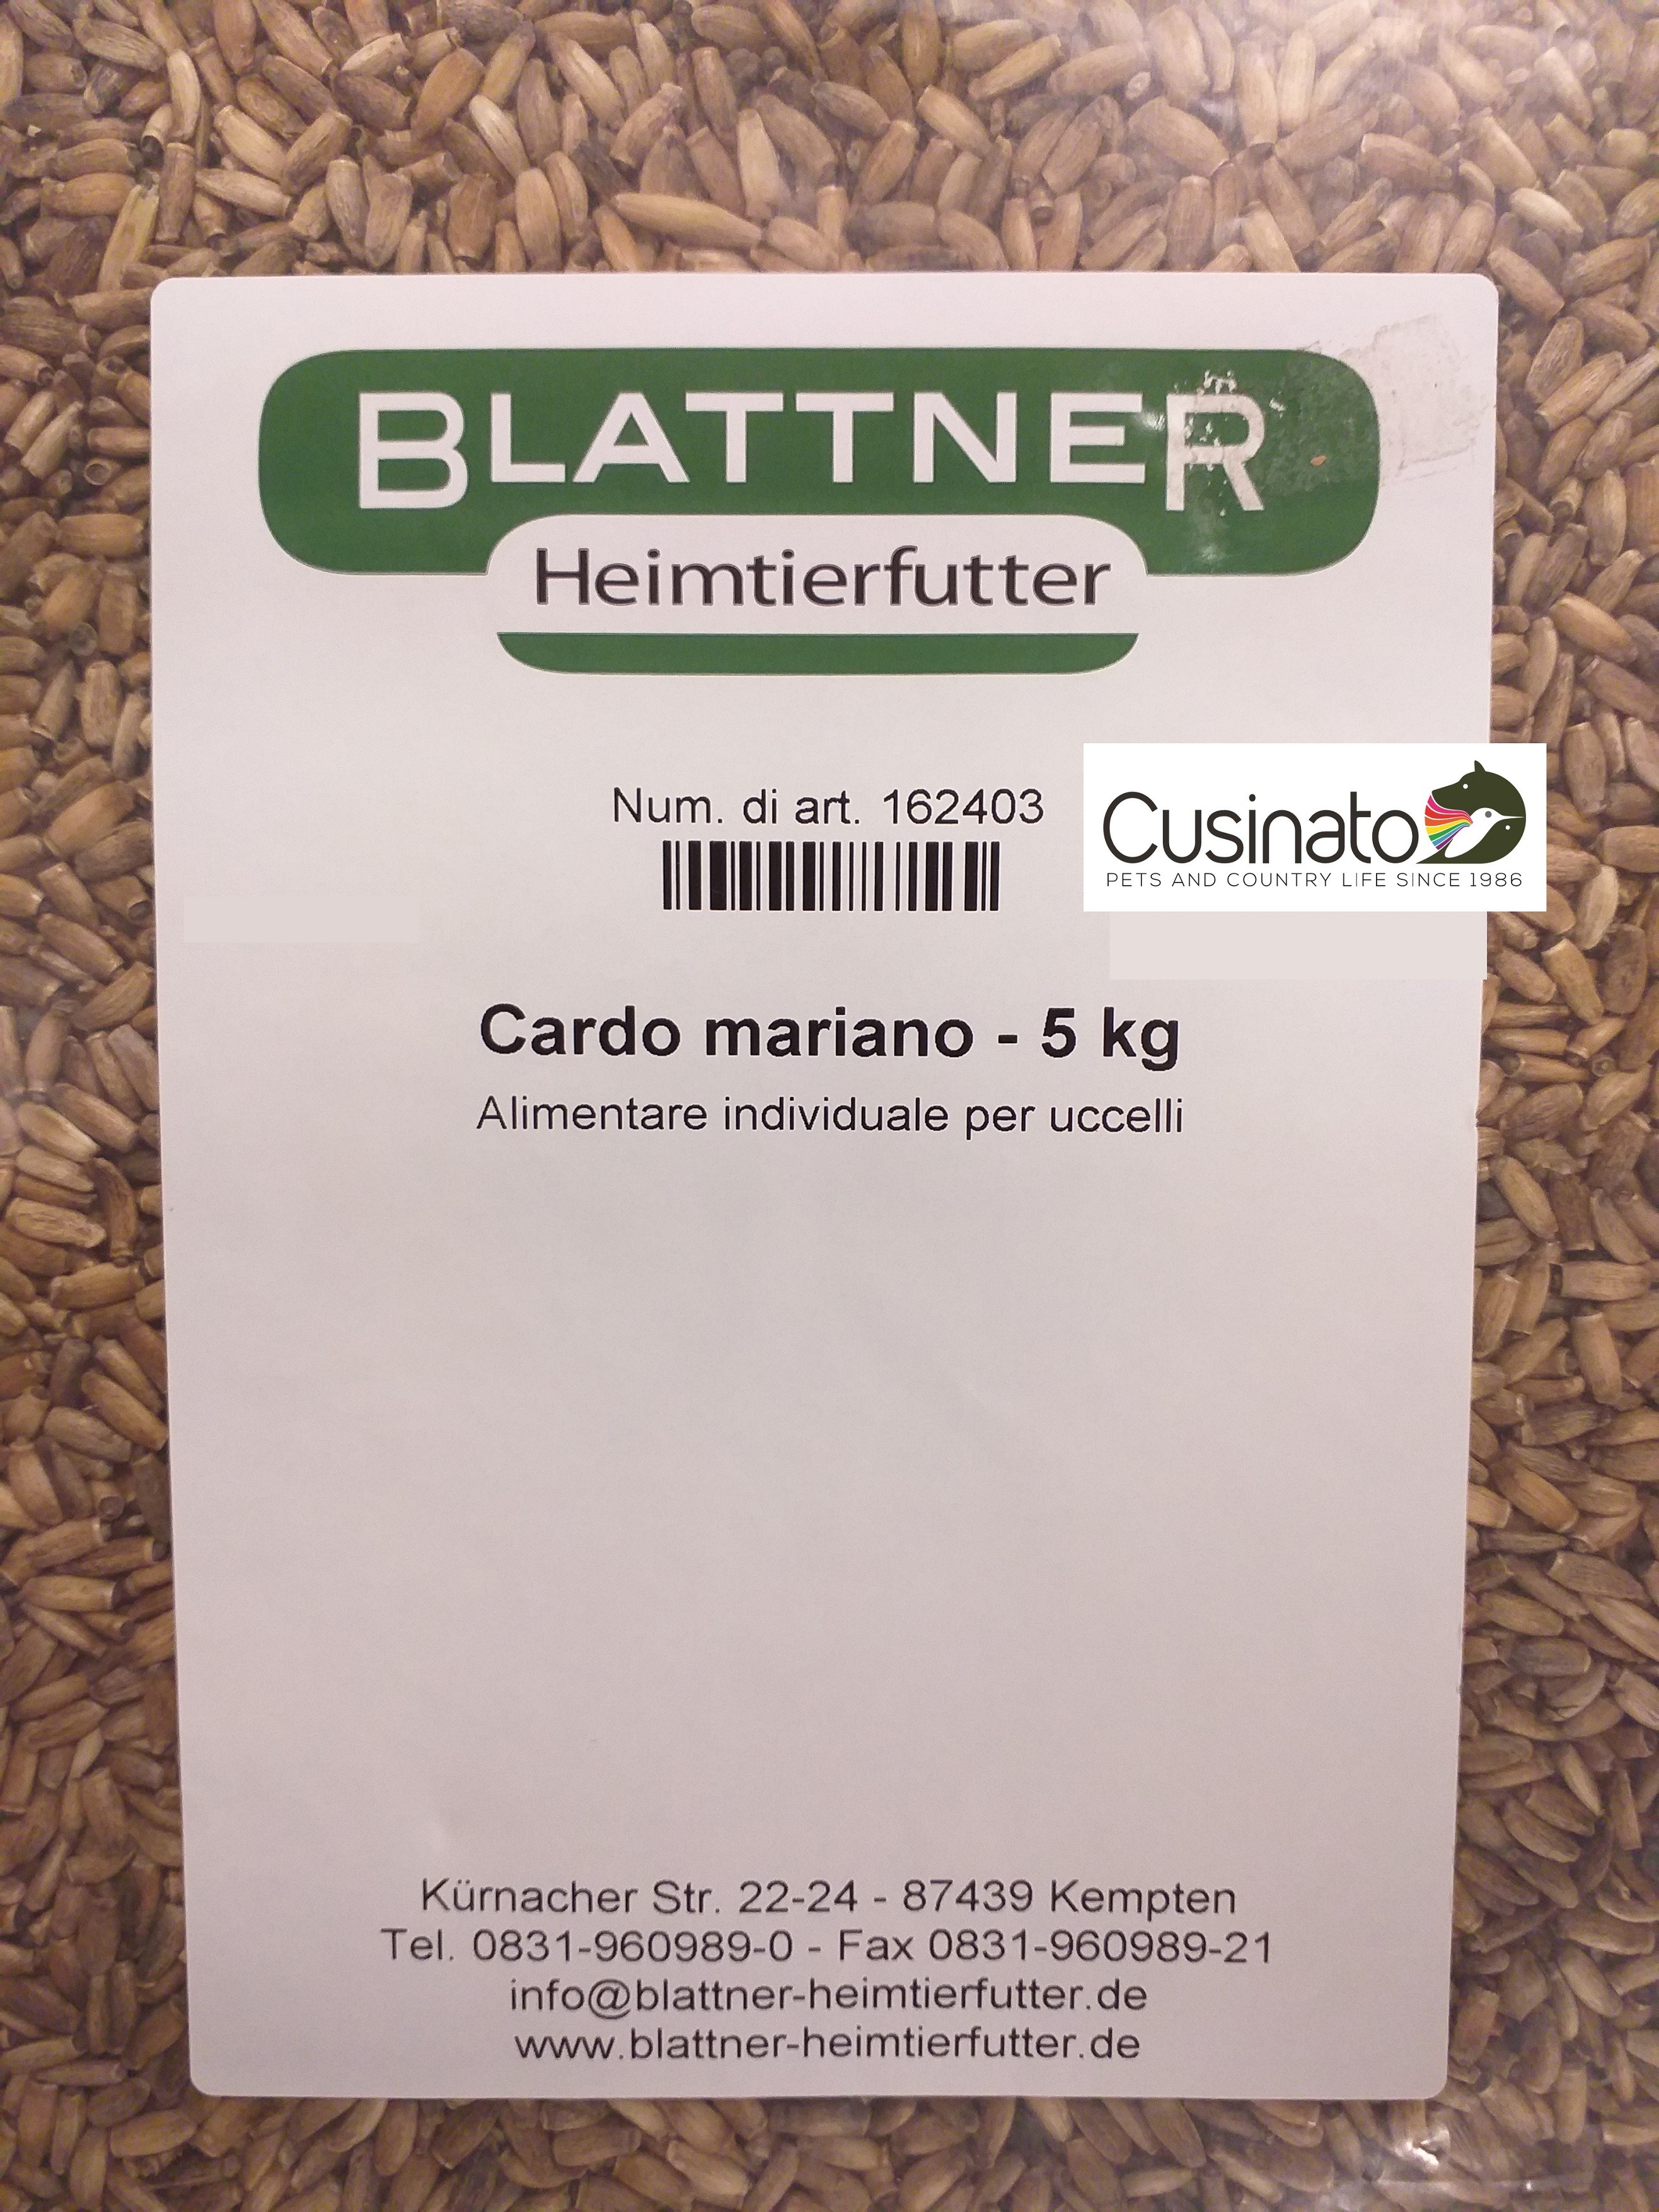 BLATTNER
Heimtierfutter
Num. di art. 162403
Cusinato
PETS AND COUNTRY LIFE SINCE 1986
Cardo mariano - 5 kg
Alimentare individuale per uccelli
Kürnacher Str. 22-24 - 87439 Kempten
Tel. 0831-960989-0 - Fax 0831-960989-21
info@blattner-heimtierfutter.de
www.blattner-heimtierfutter.de